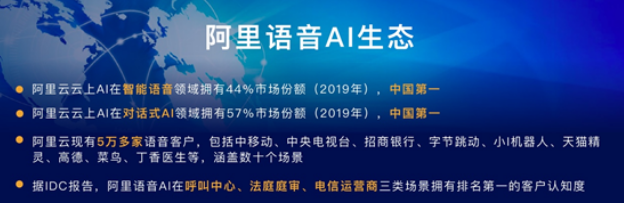 阿里语音AI生态
阿里云云上AI在智能语音领域拥有44%市场份额（2019年），中国第一
阿里云云上AI在对话式AI领域拥有57%市场份额（2019年），中国第一
阿里云现有5万多家语音客户，包括中移动、中央电视台、招商银行、字节跳动、小i机器人、天猫精
灵、高德、菜鸟、丁香医生等，涵盖数十个场景
据IDC报告，阿里语音AI在呼叫中心、法庭庭审、电信运营商三类场景拥有排名第一的客户认知度